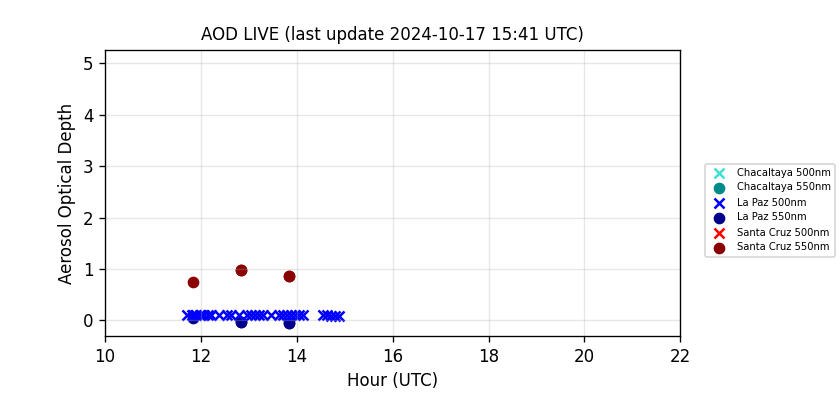 AOD LIVE (last update 2024-10-17 15:41 UTC)
Aerosol Optical Depth
5
4
3
2
1
0
10 12 14 16 18 20 22
Hour (UTC)
Chacaltaya 500nm
Chacaltaya 550nm
La Paz 500nm
La Paz 550nm
Santa Cruz 500nm
Santa Cruz 550nm